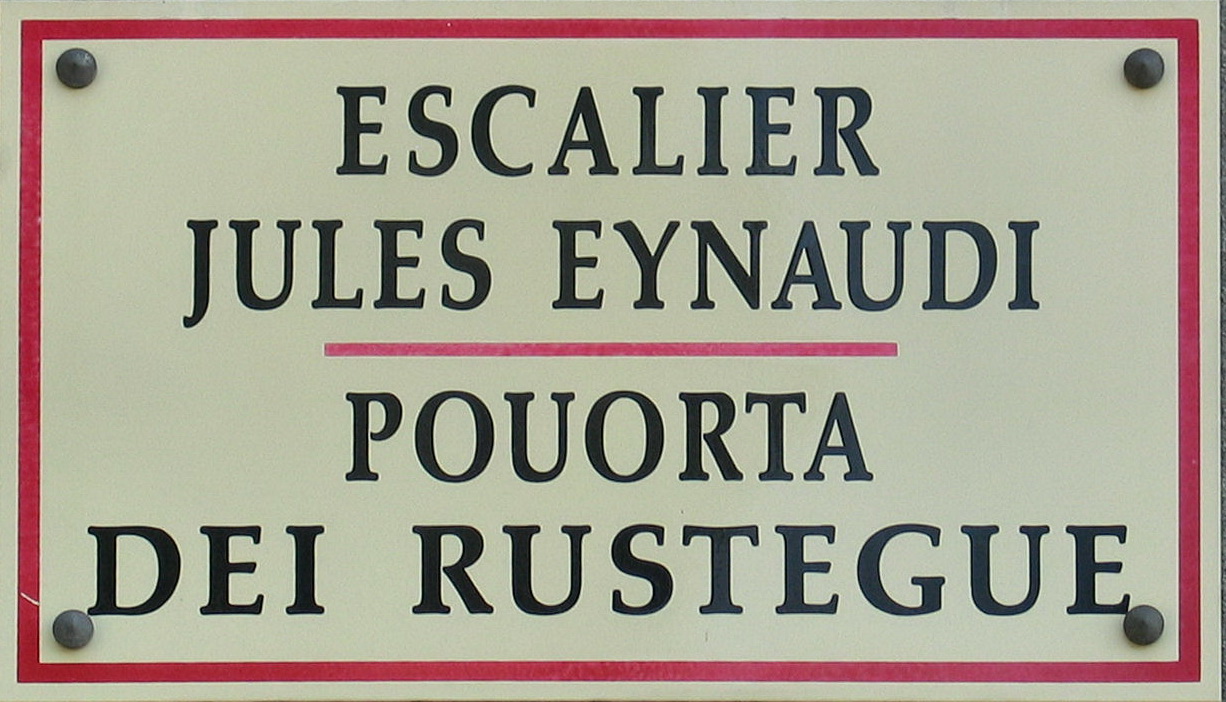 ESCALIER
JULES EYNAUDI
POUORTA
DEI RUSTEGUE